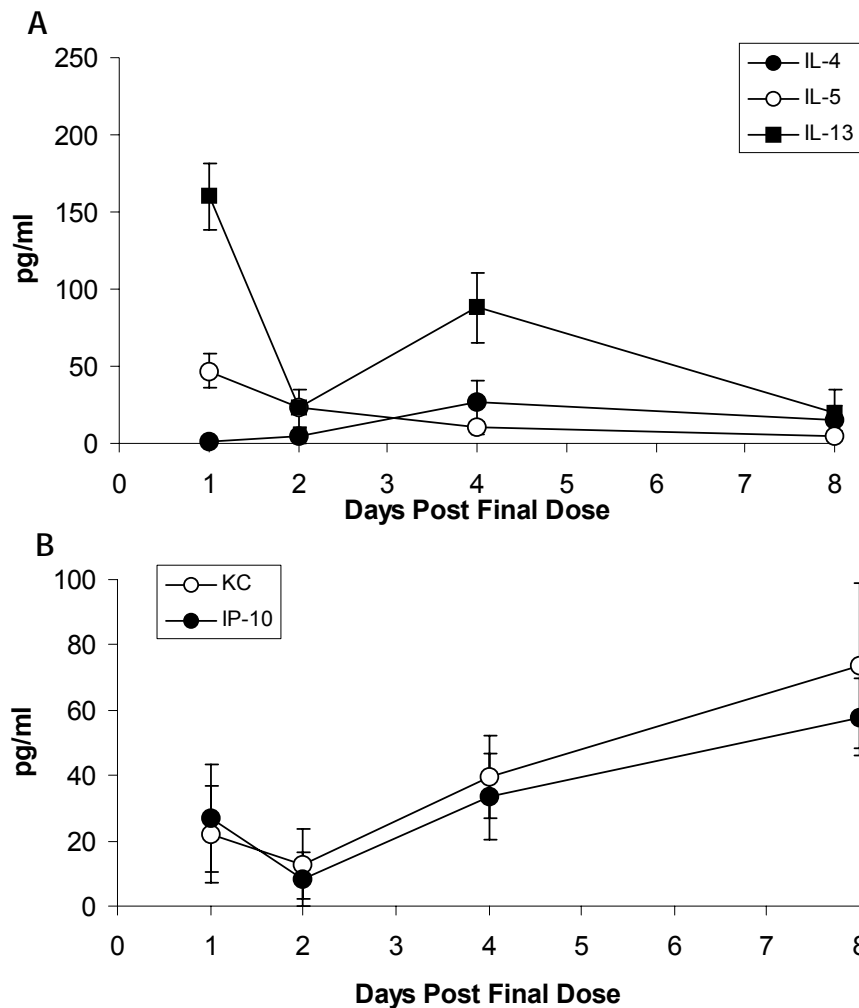 A
250
200
150
100
50
0
pg/ml
0 1 2 3 4 5 6 7 8
Days Post Final Dose
IL-4
IL-5
IL-13
B
100
80
60
40
20
0
pg/ml
0 1 2 3 4 5 6 7 8
Days Post Final Dose
KC
IP-10